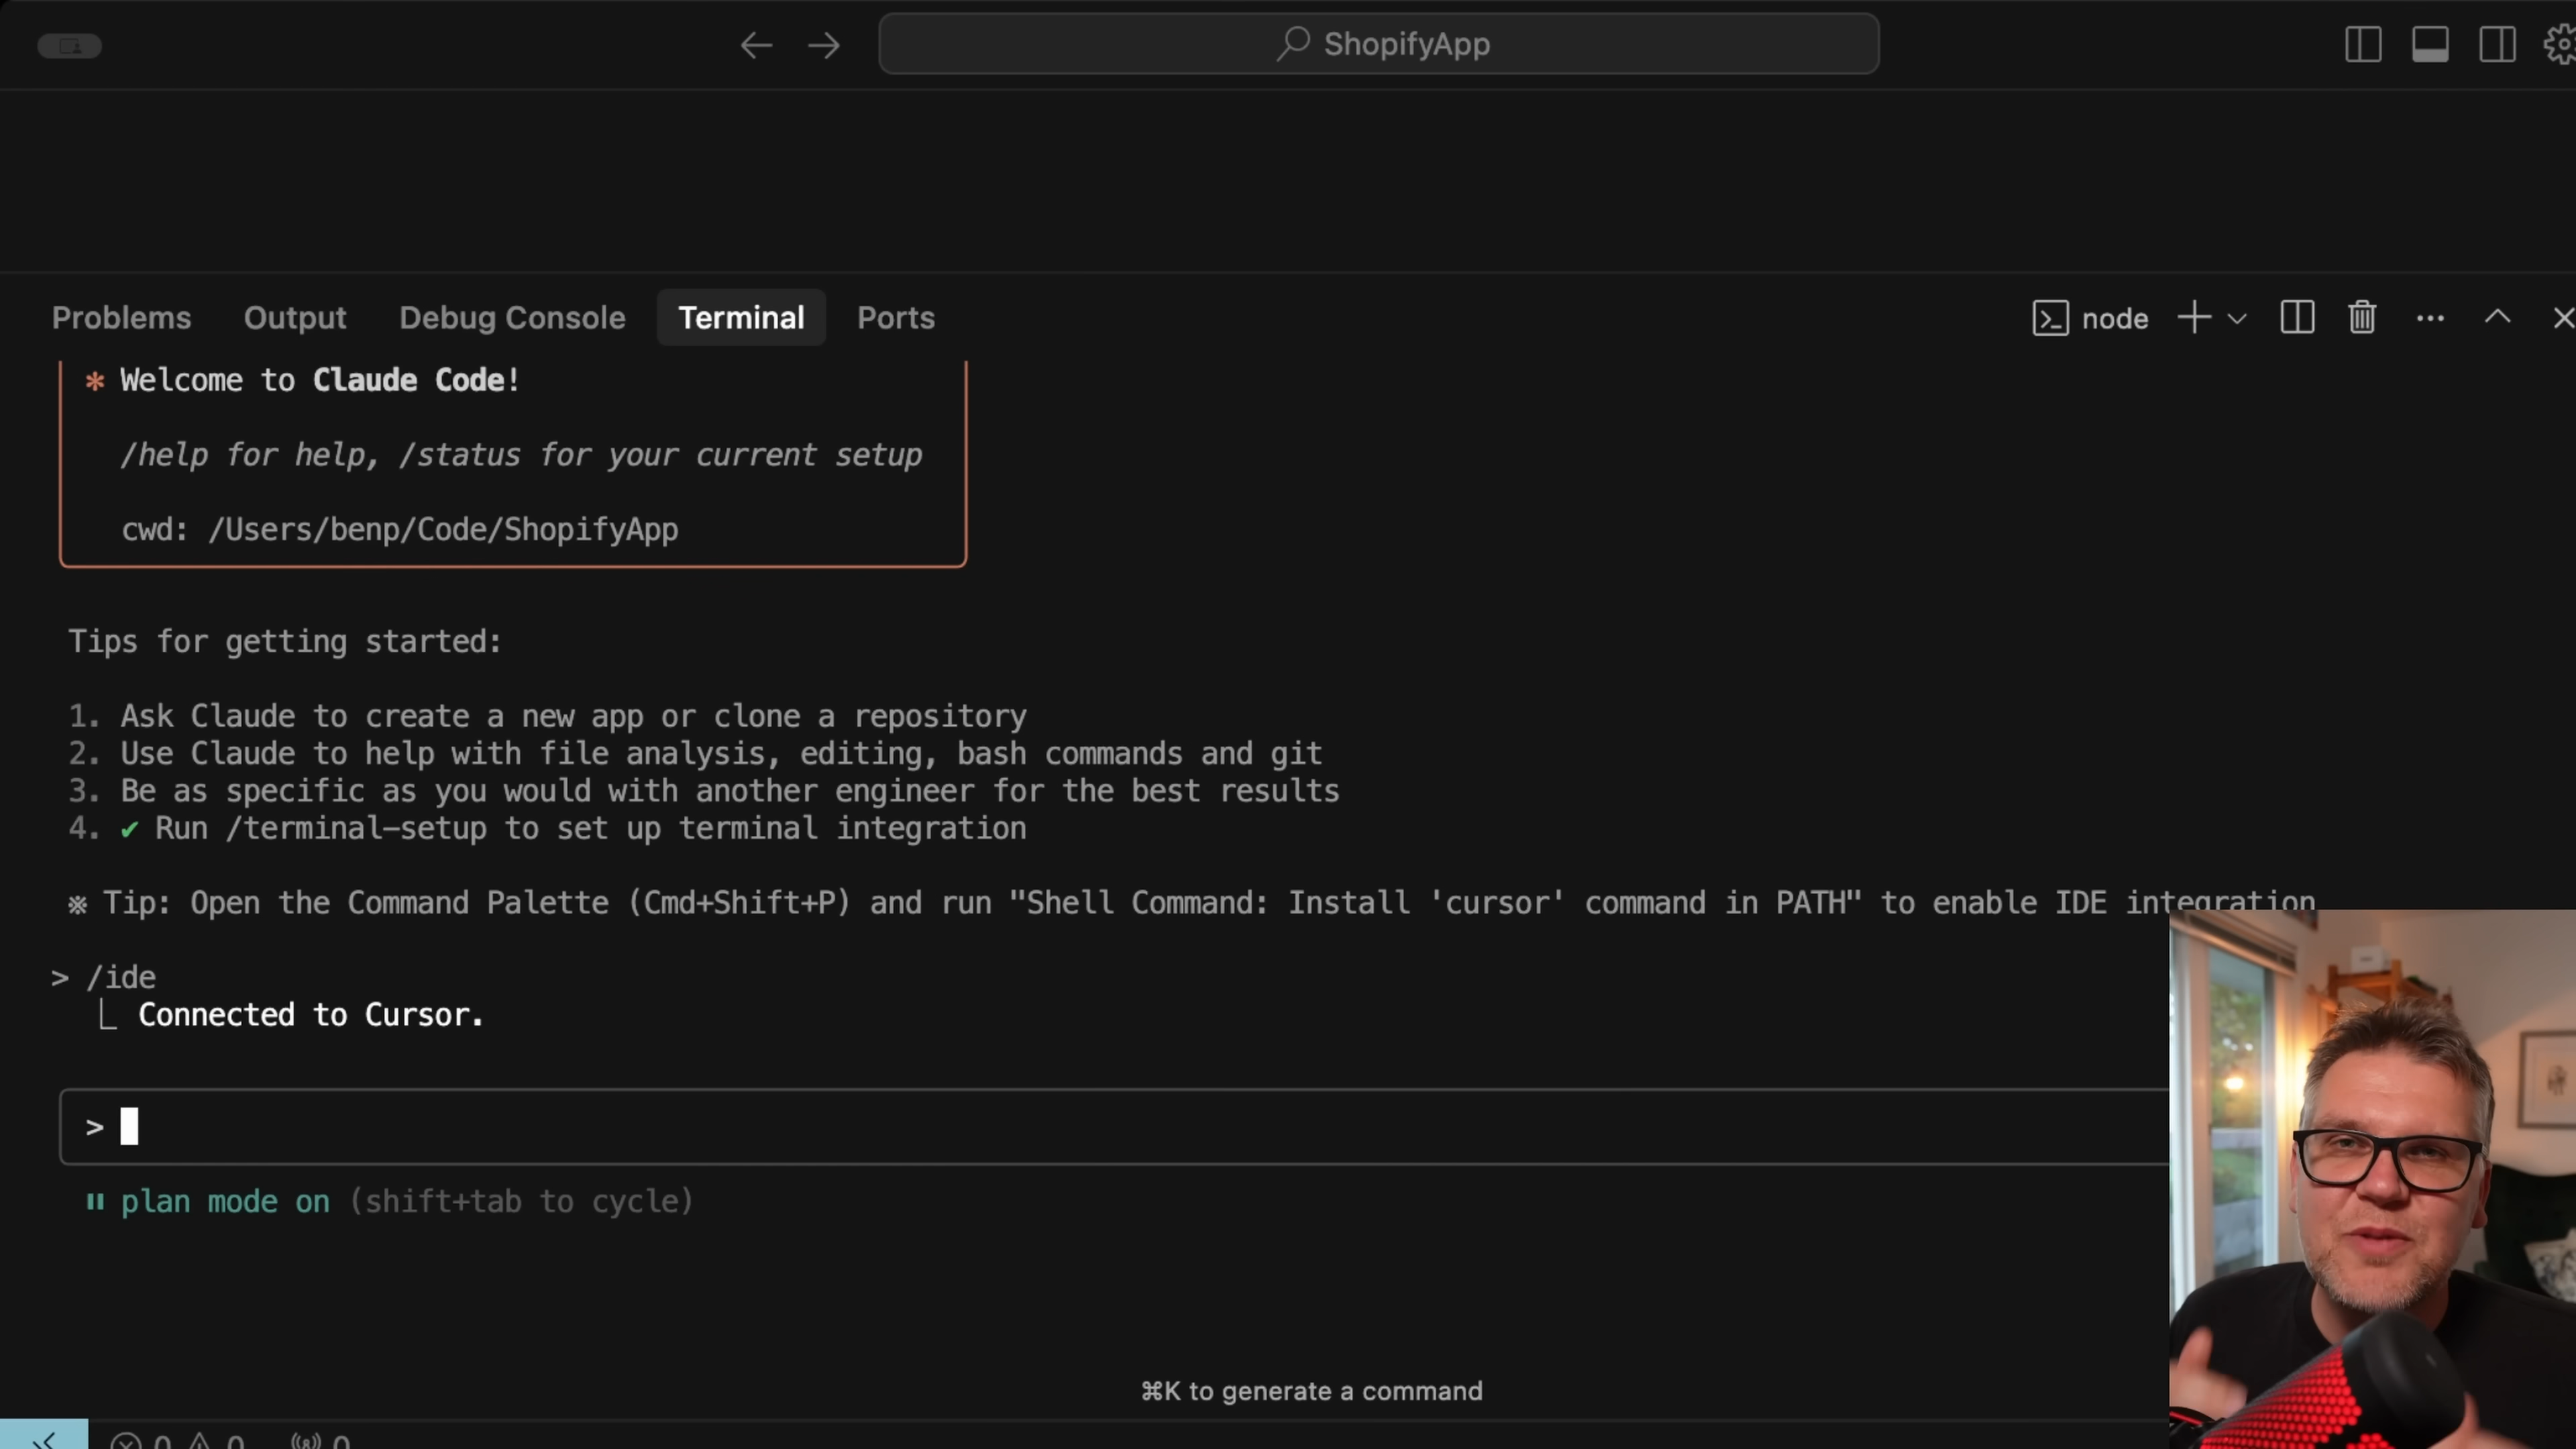 ShopifyApp
Problems Output Debug Console Terminal Ports node
* Welcome to Claude Code!
/help for help, /status for your current setup
cwd: /Users/benp/Code/ShopifyApp
Tips for getting started:
1. Ask Claude to create a new app or clone a repository
2. Use Claude to help with file analysis, editing, bash commands and git
3. Be as specific as you would with another engineer for the best results
4. ✔ Run /terminal-setup to set up terminal integration
※ Tip: Open the Command Palette (Cmd+Shift+P) and run "Shell Command: Install 'cursor' command in PATH" to enable IDE integration
> /ide
⎿ Connected to Cursor.
>
⏸ plan mode on (shift+tab to cycle)
⌘K to generate a command
0 0 0